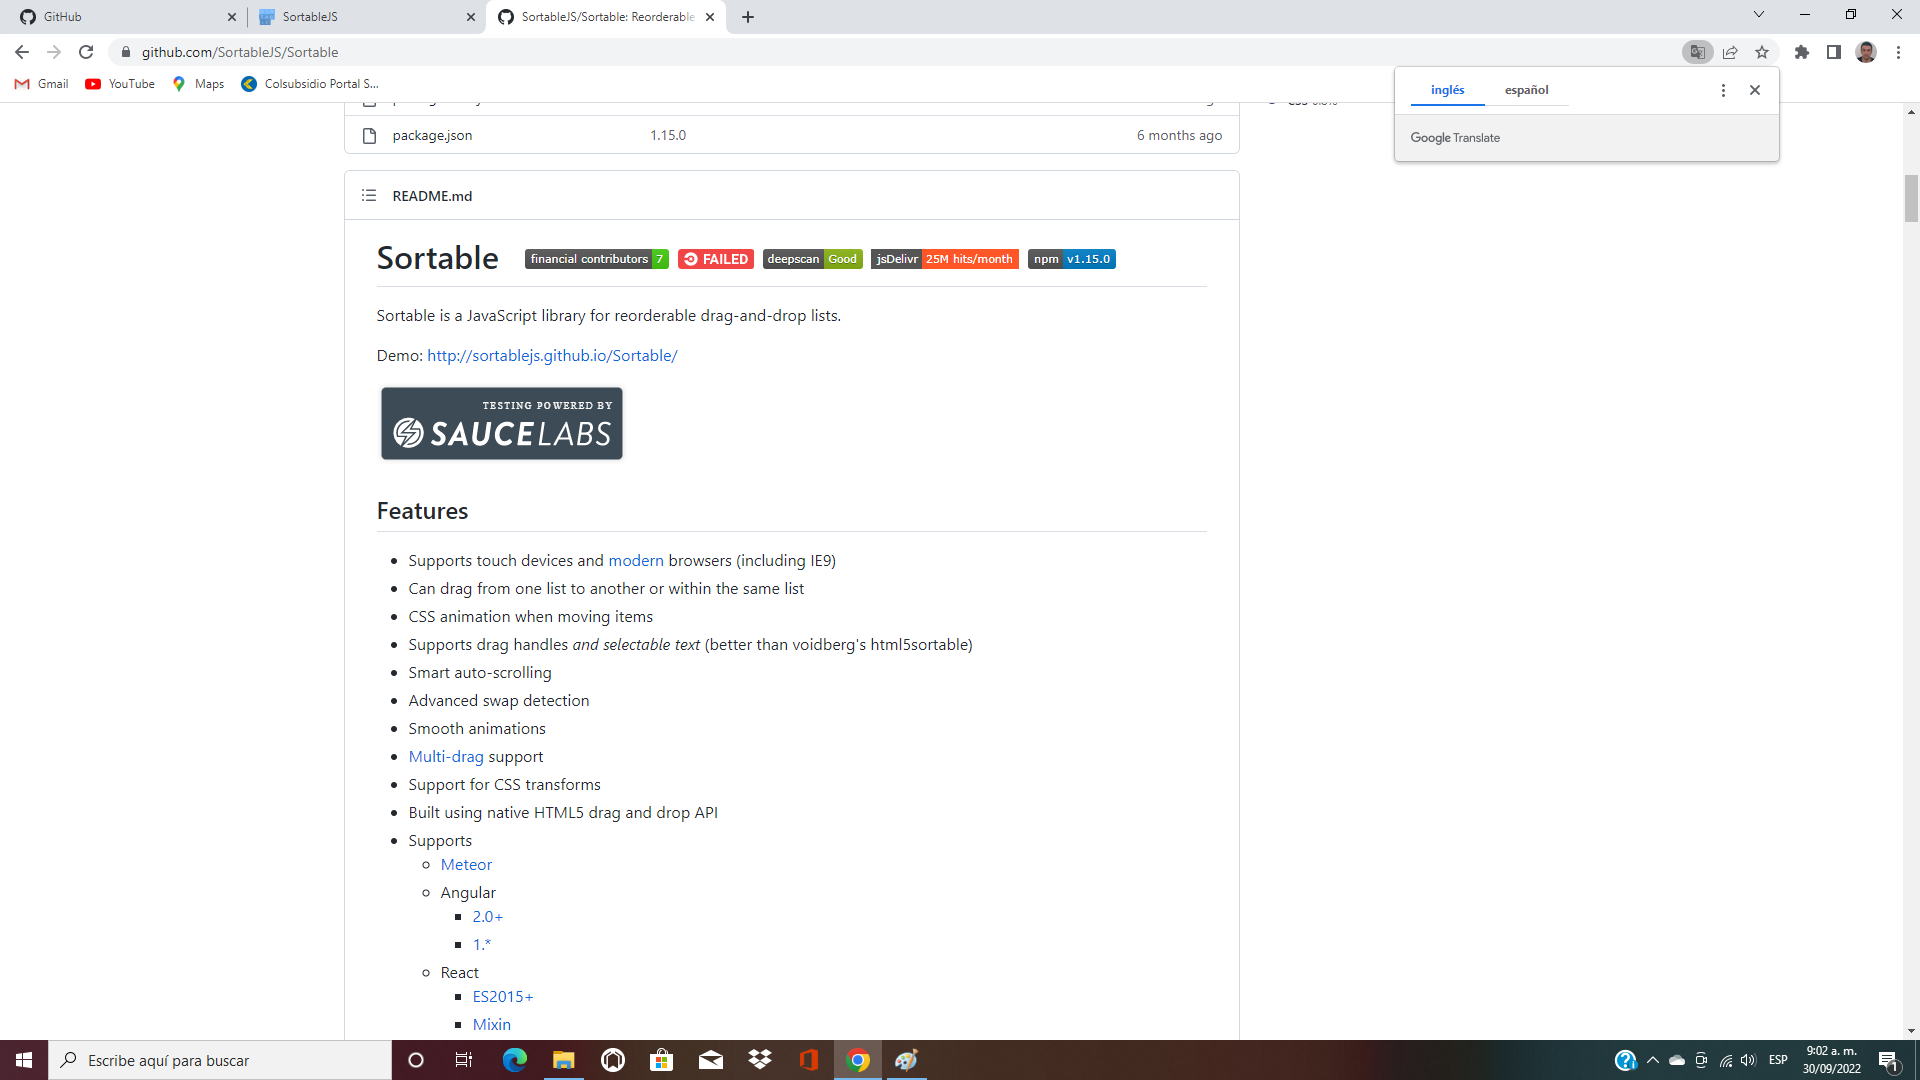 GitHub
SortableJS
SortableJS/Sortable: Reorderable
github.com/SortableJS/Sortable
Gmail
YouTube
Maps
Colsubsidio Portal S...
inglés
español
Google Translate
package.json
1.15.0
6 months ago
README.md
Sortable
financial contributors 7
FAILED
deepscan Good
jsDelivr 25M hits/month
npm v1.15.0
Sortable is a JavaScript library for reorderable drag-and-drop lists.
Demo: http://sortablejs.github.io/Sortable/
TESTING POWERED BY
SAUCELABS
Features
Supports touch devices and modern browsers (including IE9)
Can drag from one list to another or within the same list
CSS animation when moving items
Supports drag handles and selectable text (better than voidberg's html5sortable)
Smart auto-scrolling
Advanced swap detection
Smooth animations
Multi-drag support
Support for CSS transforms
Built using native HTML5 drag and drop API
Supports
Meteor
Angular
2.0+
1.*
React
ES2015+
Mixin
Escribe aquí para buscar
ESP
9:02 a. m.
30/09/2022
1